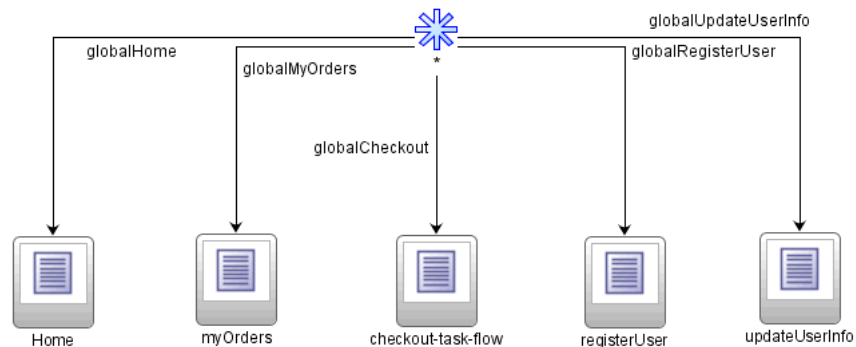 globalUpdateUserInfo
globalHome
globalRegisterUser
*
globalMyOrders
globalCheckout
Home
myOrders
checkout-task-flow
registerUser
updateUserInfo